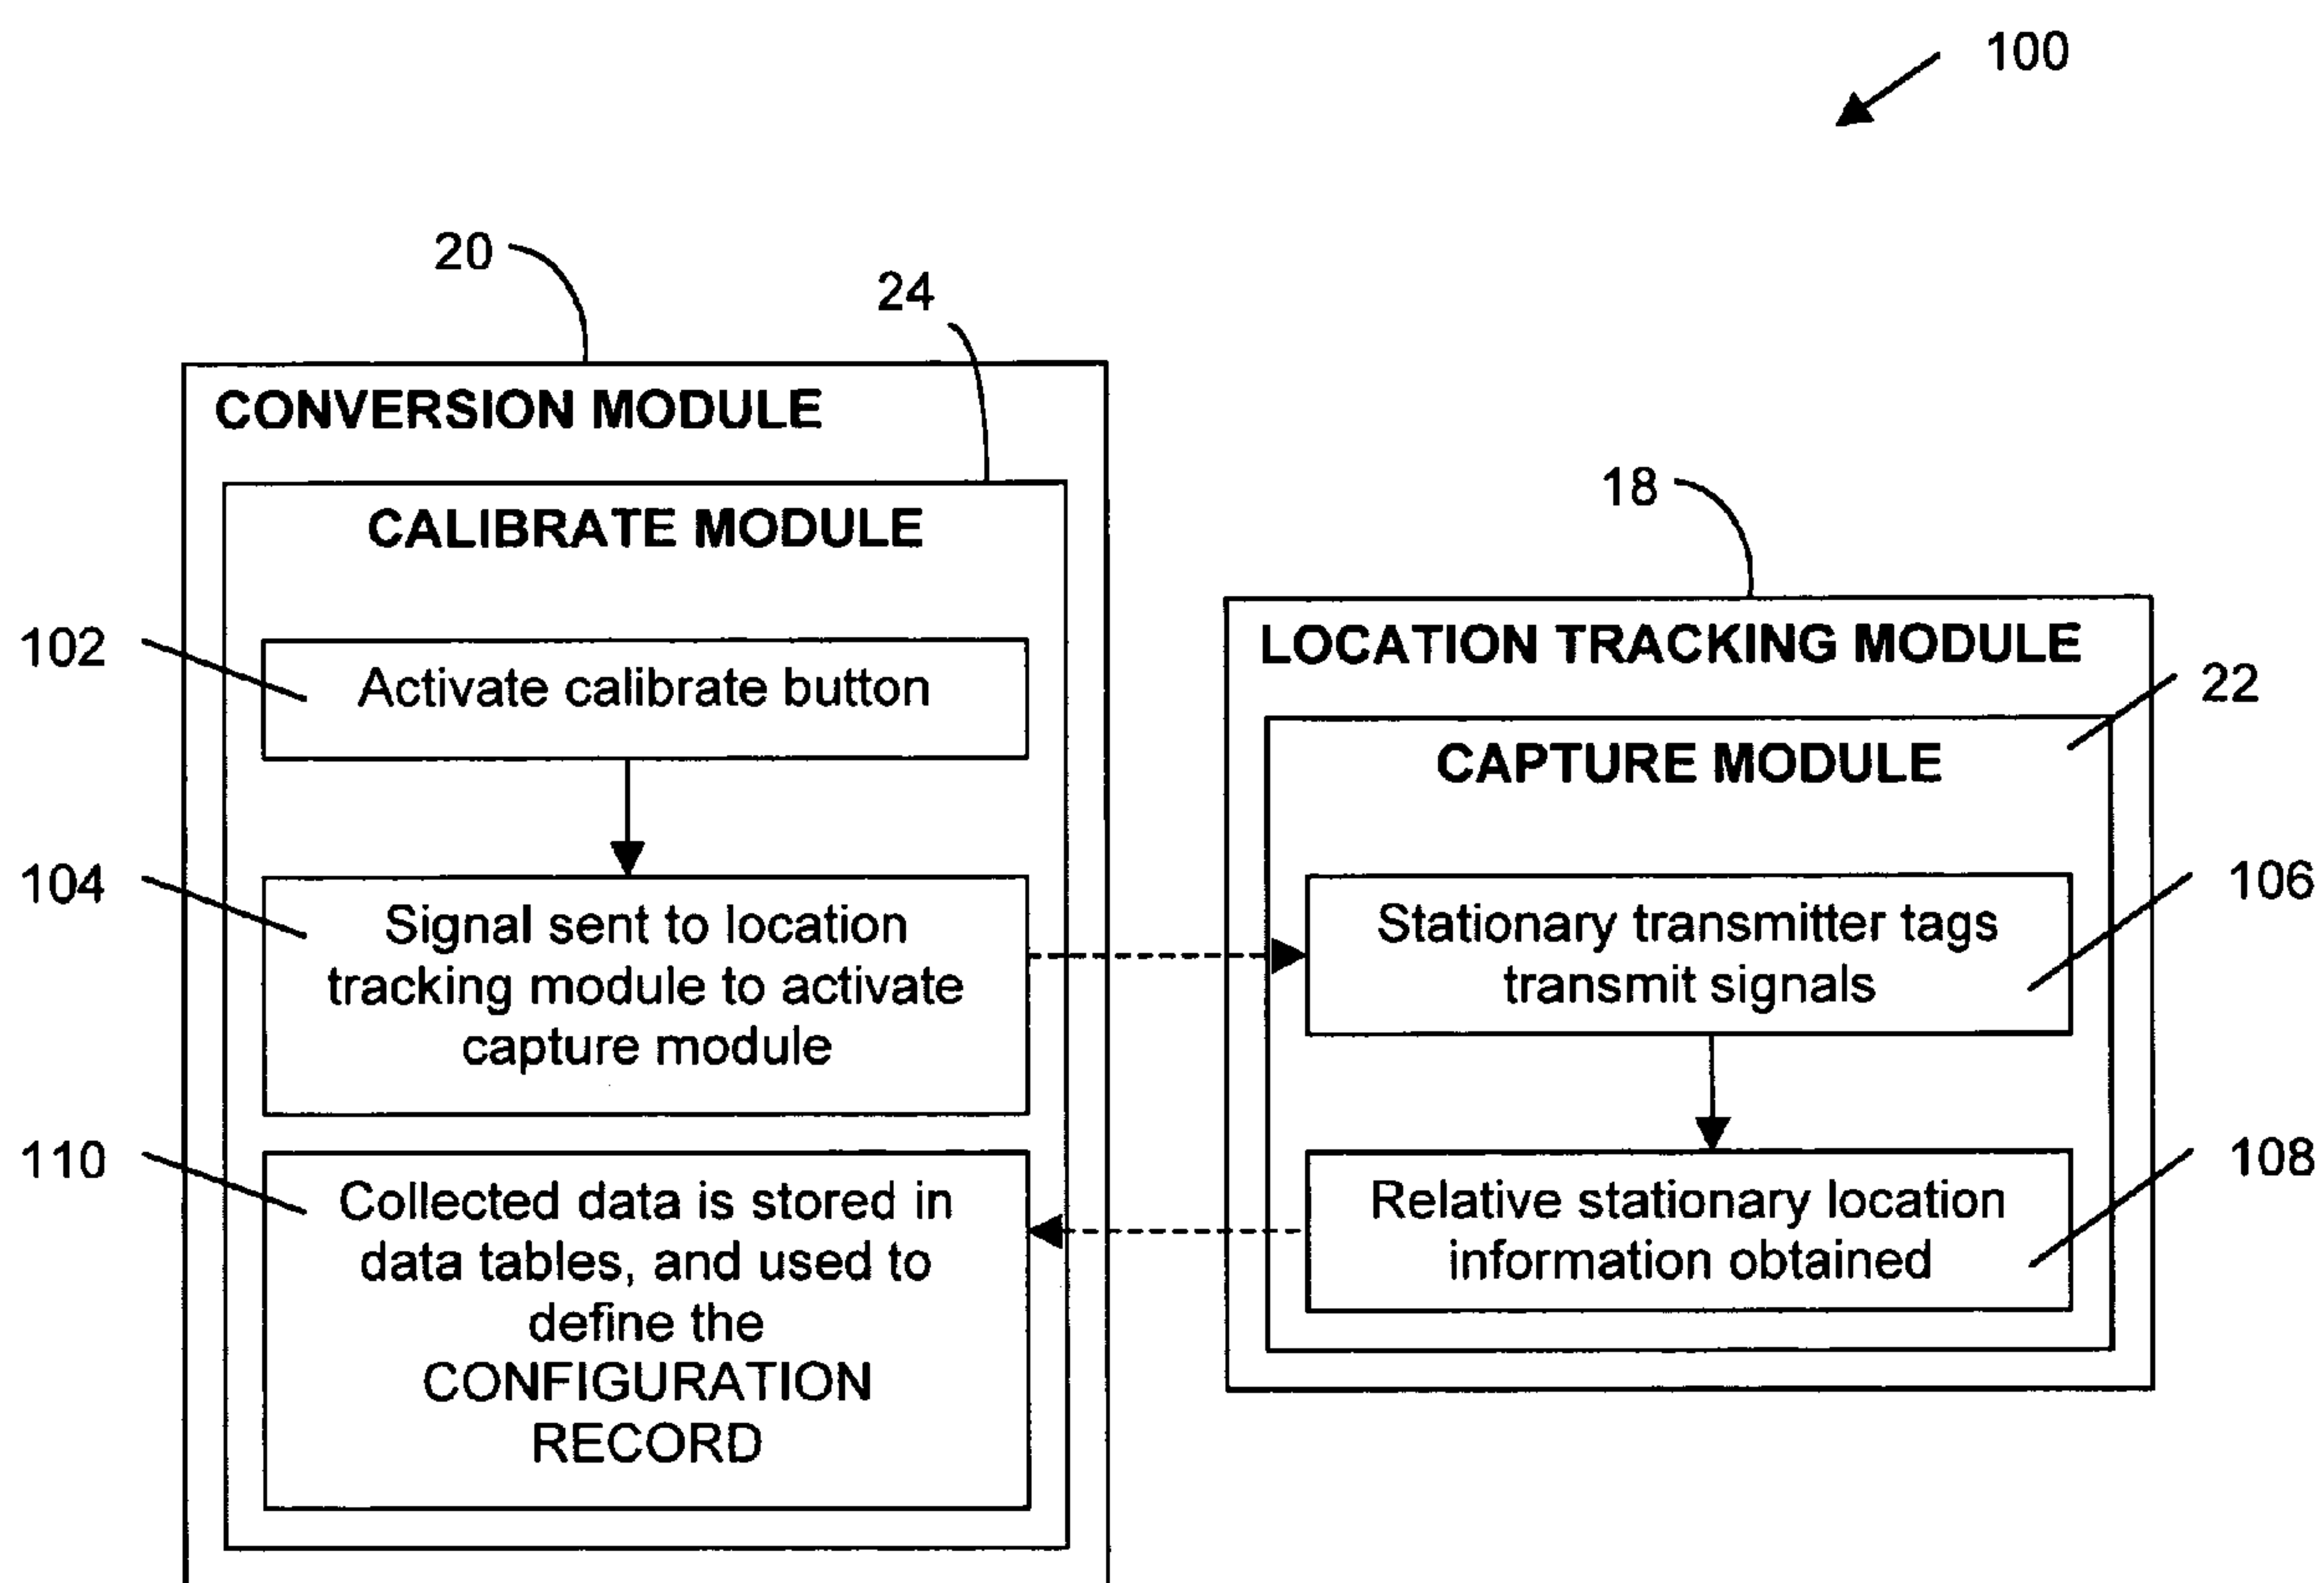 100
20
24
CONVERSION MODULE
CALIBRATE MODULE
18
LOCATION TRACKING MODULE
22
CAPTURE MODULE
102
Activate calibrate button
104
Signal sent to location
tracking module to activate
capture module
Stationary transmitter tags
transmit signals
106
110
Collected data is stored in
data tables, and used to
define the
CONFIGURATION
RECORD
Relative stationary location
information obtained
108